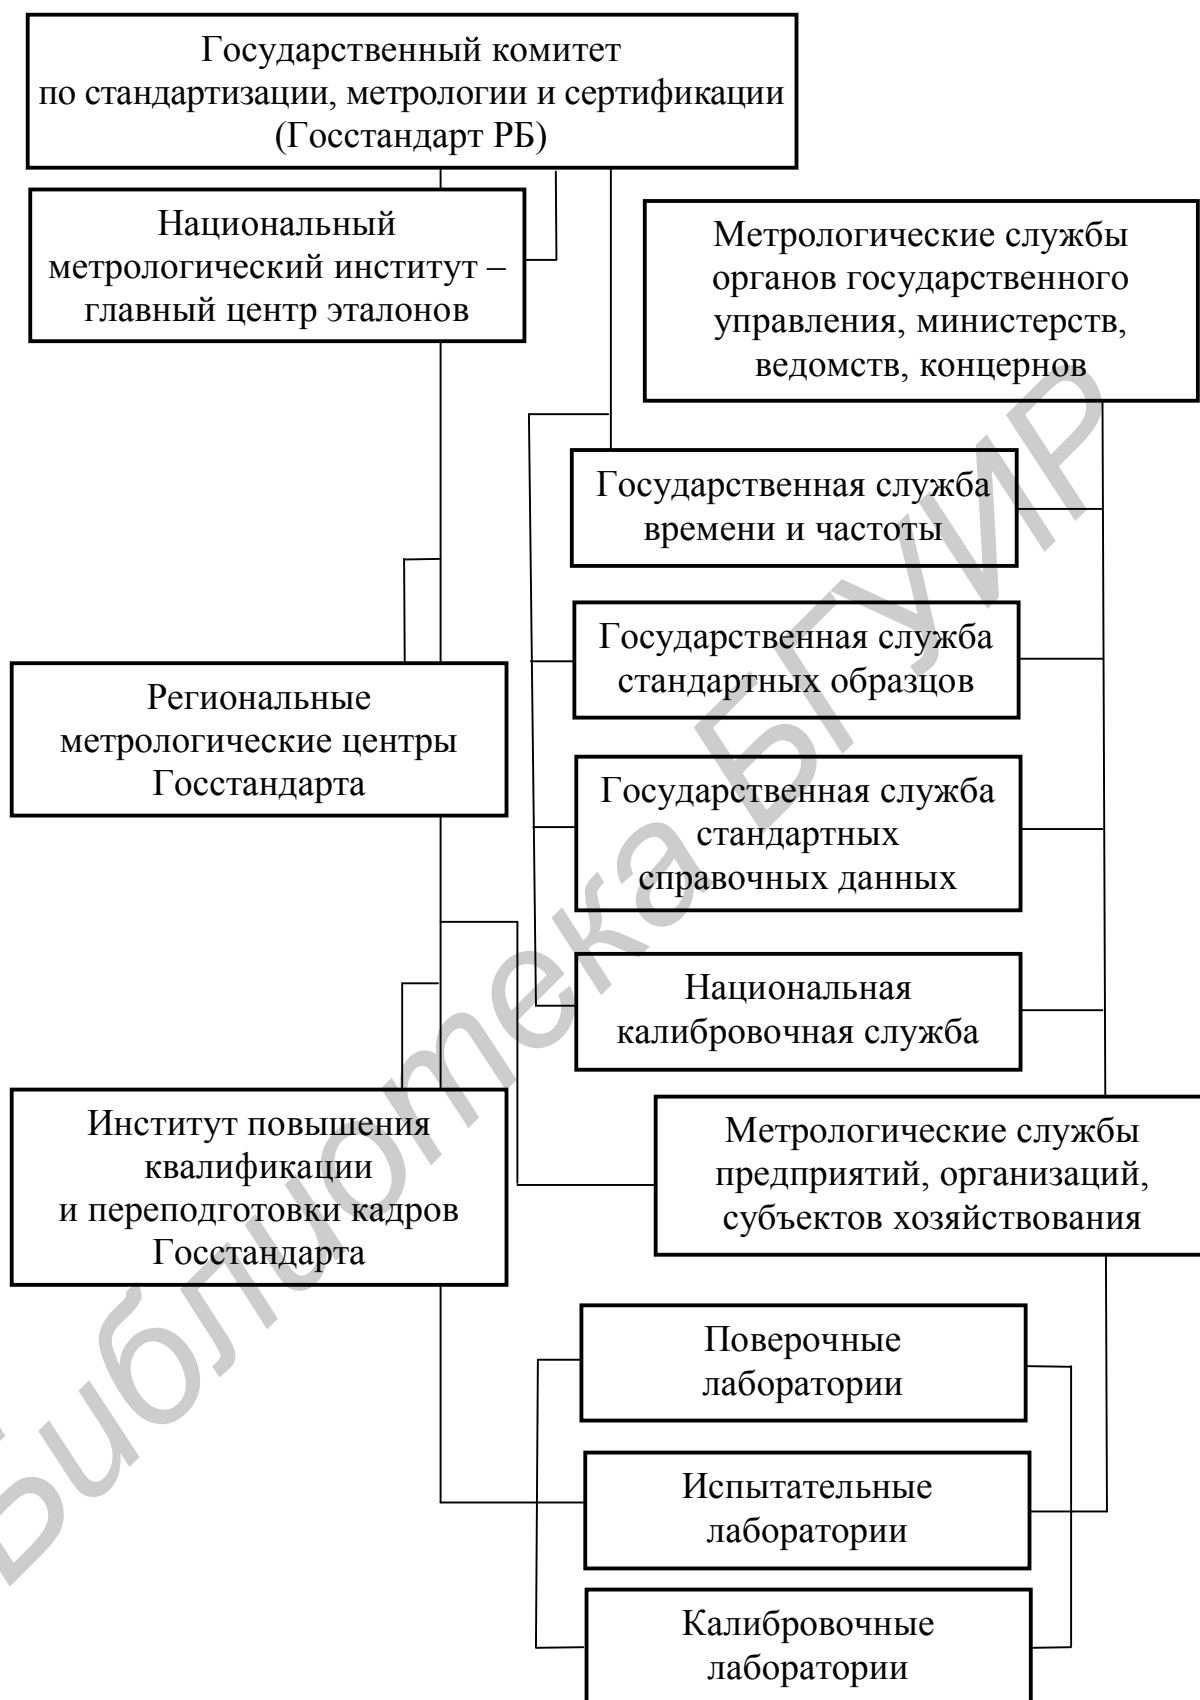 Государственный комитет
по стандартизации, метрологии и сертификации
(Госстандарт РБ)
Национальный
метрологический институт –
главный центр эталонов
Метрологические службы
органов государственного
управления, министерств,
ведомств, концернов
Государственная служба
времени и частоты
Государственная служба
стандартных образцов
Региональные
метрологические центры
Госстандарта
Государственная служба
стандартных
справочных данных
Национальная
калибровочная служба
Институт повышения
квалификации
и переподготовки кадров
Госстандарта
Метрологические службы
предприятий, организаций,
субъектов хозяйствования
Поверочные
лаборатории
Испытательные
лаборатории
Калибровочные
лаборатории
Библиотека БГУИР